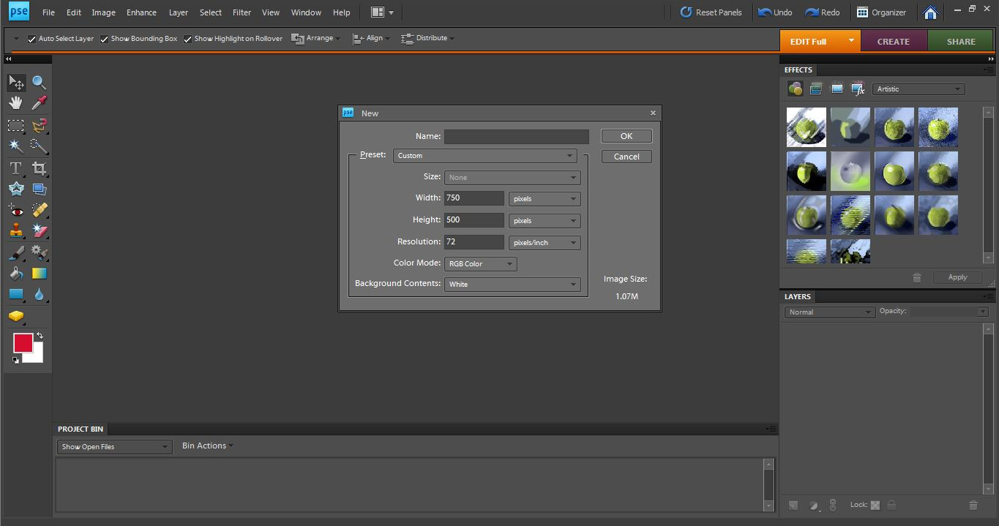 pse File Edit Image Enhance Layer Select Filter View Window Help Reset Panels Undo Redo Organizer
Auto Select Layer Show Bounding Box Show Highlight on Rollover Arrange Align Distribute EDIT Full CREATE SHARE
EFFECTS
Artistic
pse New
Name: OK
Preset: Custom Cancel
Size: None
Width: 750 pixels
Height: 500 pixels
Resolution: 72 pixels/inch
Color Mode: RGB Color
Background Contents: White
Image Size:
1.07M
Apply
LAYERS
Normal Opacity:
PROJECT BIN
Show Open Files Bin Actions
Lock: